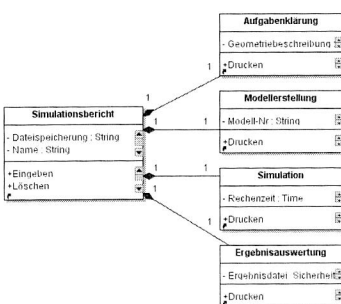 Aufgabenklärung
- Geometriebeschreibung
+Drucken
1
1
Modellerstellung
Simulationsbericht
1
1
- Modell-Nr : String
- Dateispeicherung : String
- Name : String
+Drucken
+Eingeben
+Löschen
1
1
Simulation
1
- Rechenzeit : Time
1
+Drucken
Ergebnisauswertung
- Ergebnisdatei Sicherheit
+Drucken